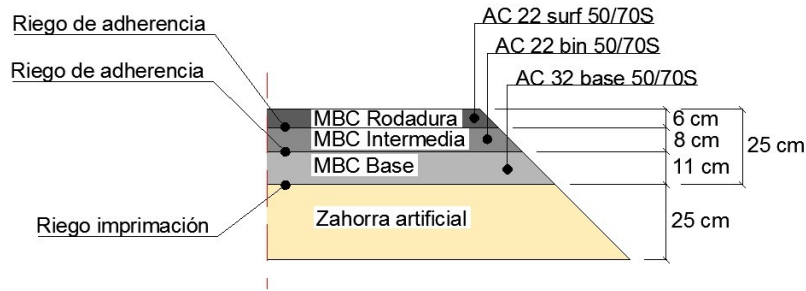 Riego de adherencia
Riego de adherencia
AC 22 surf 50/70S
AC 22 bin 50/70S
AC 32 base 50/70S
MBC Rodadura
MBC Intermedia
MBC Base
6 cm
8 cm
11 cm
25 cm
Riego imprimación
Zahorra artificial
25 cm